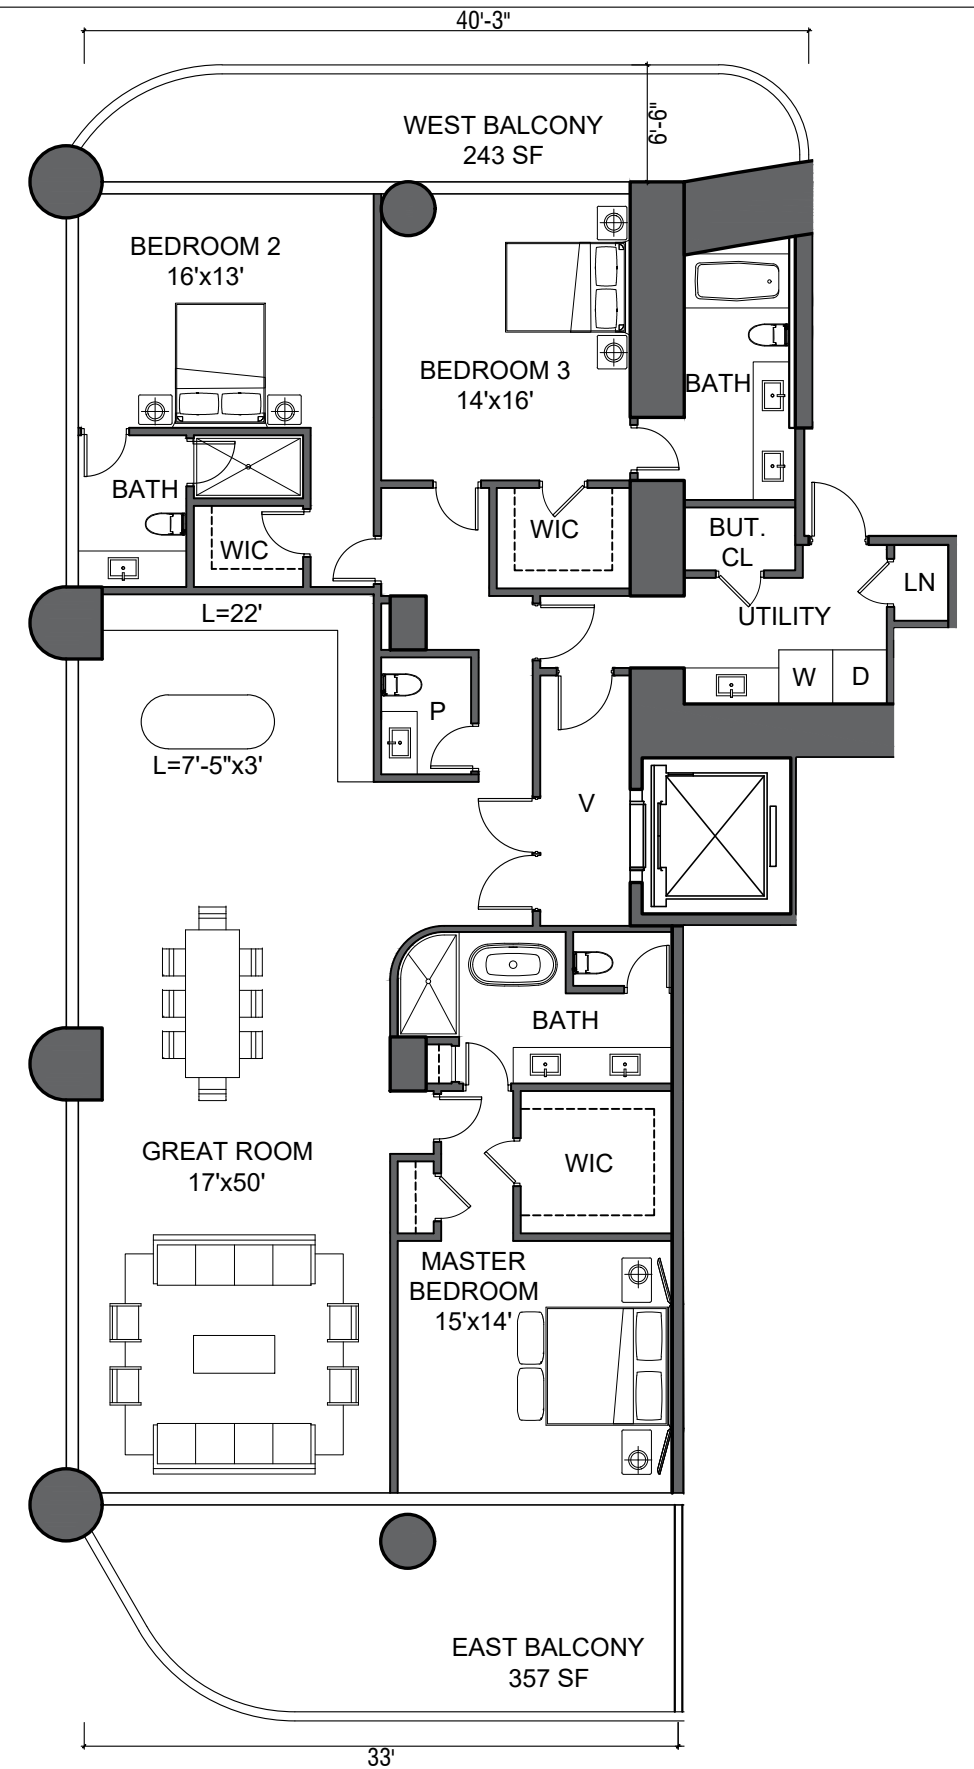 40'-3"
WEST BALCONY
243 SF
6'-6"
BEDROOM 2
16'x13'
BEDROOM 3
14'x16'
BATH
BATH
WIC
WIC
BUT.
CL
LN
L=22'
UTILITY
W
D
P
L=7'-5"x3'
V
BATH
GREAT ROOM
17'x50'
WIC
MASTER
BEDROOM
15'x14'
EAST BALCONY
357 SF
33'